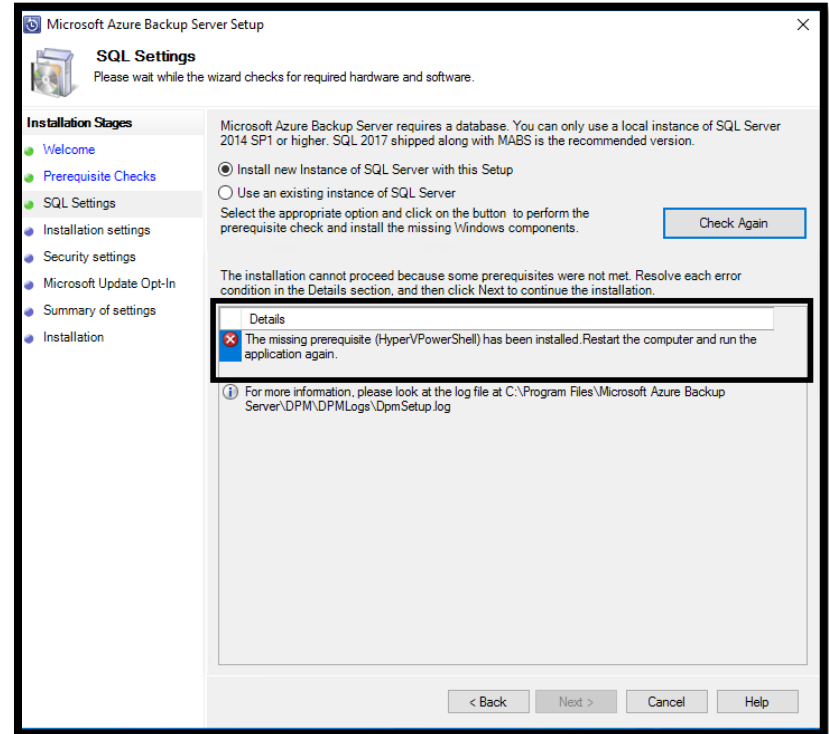 Microsoft Azure Backup Server Setup
SQL Settings
Please wait while the wizard checks for required hardware and software.
Installation Stages
Welcome
Prerequisite Checks
SQL Settings
Installation settings
Security settings
Microsoft Update Opt-In
Summary of settings
Installation
Microsoft Azure Backup Server requires a database. You can only use a local instance of SQL Server
2014 SP1 or higher. SQL 2017 shipped along with MABS is the recommended version.
Install new Instance of SQL Server with this Setup
Use an existing instance of SQL Server
Select the appropriate option and click on the button to perform the
prerequisite check and install the missing Windows components.
Check Again
The installation cannot proceed because some prerequisites were not met. Resolve each error
condition in the Details section, and then click Next to continue the installation.
Details
The missing prerequisite (HyperVPowerShell) has been installed.Restart the computer and run the
application again.
For more information, please look at the log file at C:\Program Files\Microsoft Azure Backup
Server\DPM\DPMLogs\DpmSetup.log
< Back
Next >
Cancel
Help